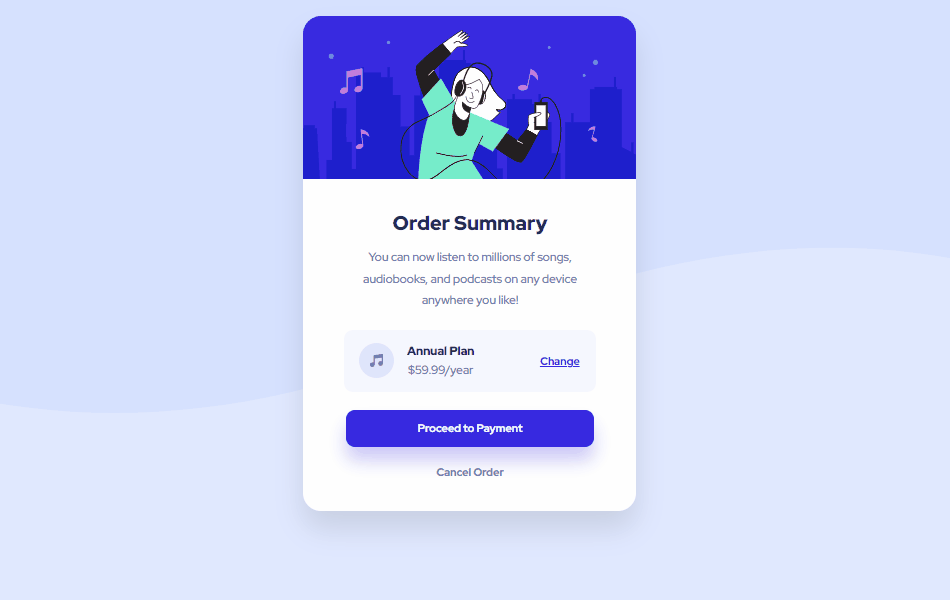 Order Summary
You can now listen to millions of songs,
audiobooks, and podcasts on any device
anywhere you like!
Annual Plan
$59.99/year
Change
Proceed to Payment
Cancel Order